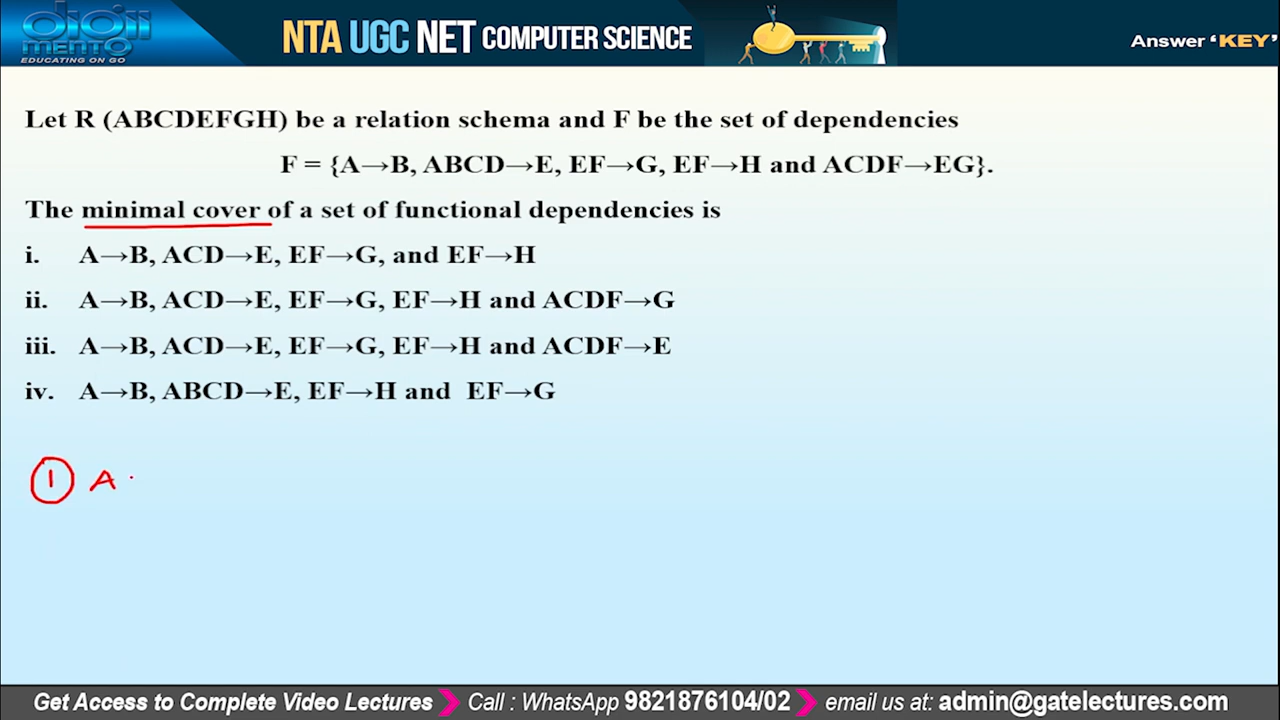 digii
MENTO
EDUCATING ON GO
NTA UGC NET COMPUTER SCIENCE
Answer ‘KEY’
Let R (ABCDEFGH) be a relation schema and F be the set of dependencies
F = {A→B, ABCD→E, EF→G, EF→H and ACDF→EG}.
The minimal cover of a set of functional dependencies is
i. A→B, ACD→E, EF→G, and EF→H
ii. A→B, ACD→E, EF→G, EF→H and ACDF→G
iii. A→B, ACD→E, EF→G, EF→H and ACDF→E
iv. A→B, ABCD→E, EF→H and EF→G
1 A
Get Access to Complete Video Lectures Call : WhatsApp 9821876104/02 email us at: admin@gatelectures.com